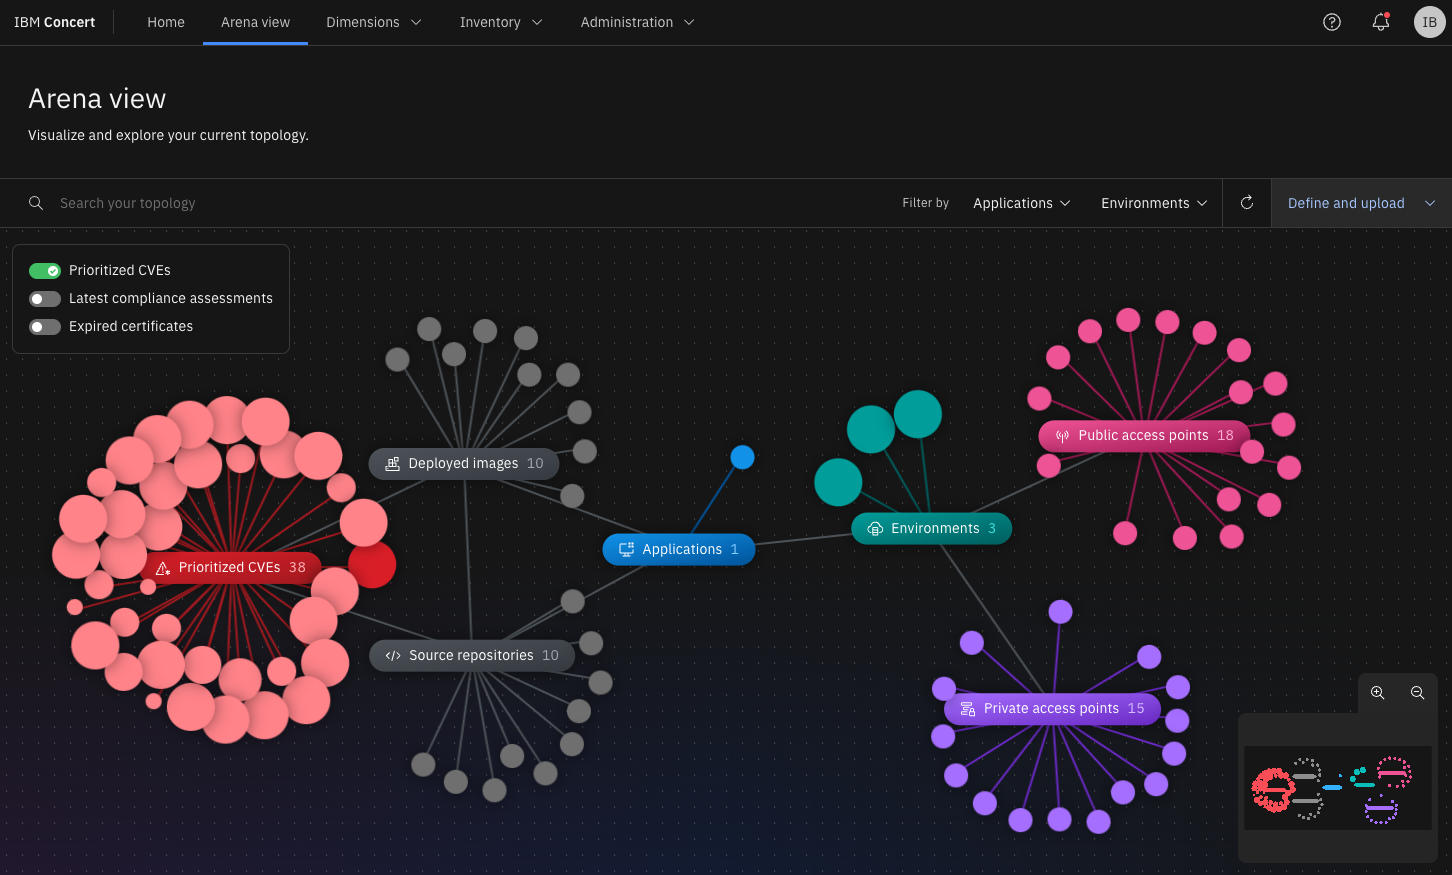 IBM Concert
Home
Arena view
Dimensions
Inventory
Administration
IB
Arena view
Visualize and explore your current topology.
Search your topology
Filter by
Applications
Environments
Define and upload
Prioritized CVEs
Latest compliance assessments
Expired certificates
Public access points 18
Deployed images 10
Environments 3
Applications 1
Prioritized CVEs 38
Source repositories 10
Private access points 15